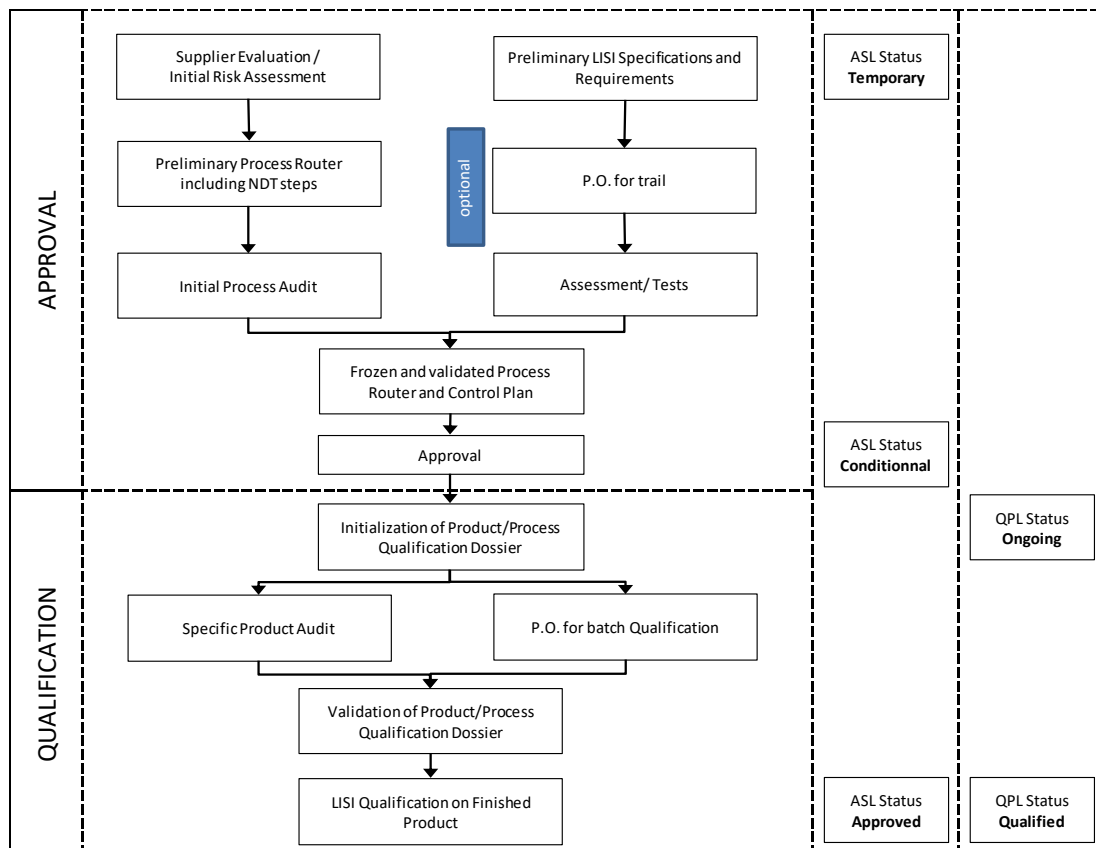 APPROVAL
Supplier Evaluation /
Initial Risk Assessment
Preliminary LISI Specifications and
Requirements
ASL Status
Temporary
Preliminary Process Router
including NDT steps
optional
P.O. for trail
Initial Process Audit
Assessment/ Tests
Frozen and validated Process
Router and Control Plan
Approval
ASL Status
Conditionnal
QUALIFICATION
Initialization of Product/Process
Qualification Dossier
QPL Status
Ongoing
Specific Product Audit
P.O. for batch Qualification
Validation of Product/Process
Qualification Dossier
LISI Qualification on Finished
Product
ASL Status
Approved
QPL Status
Qualified